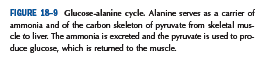 FIGURE 18-9 Glucose-alanine cycle. Alanine serves as a carrier of
ammonia and of the carbon skeleton of pyruvate from skeletal mus-
cle to liver. The ammonia is excreted and the pyruvate is used to pro-
duce glucose, which is returned to the muscle.